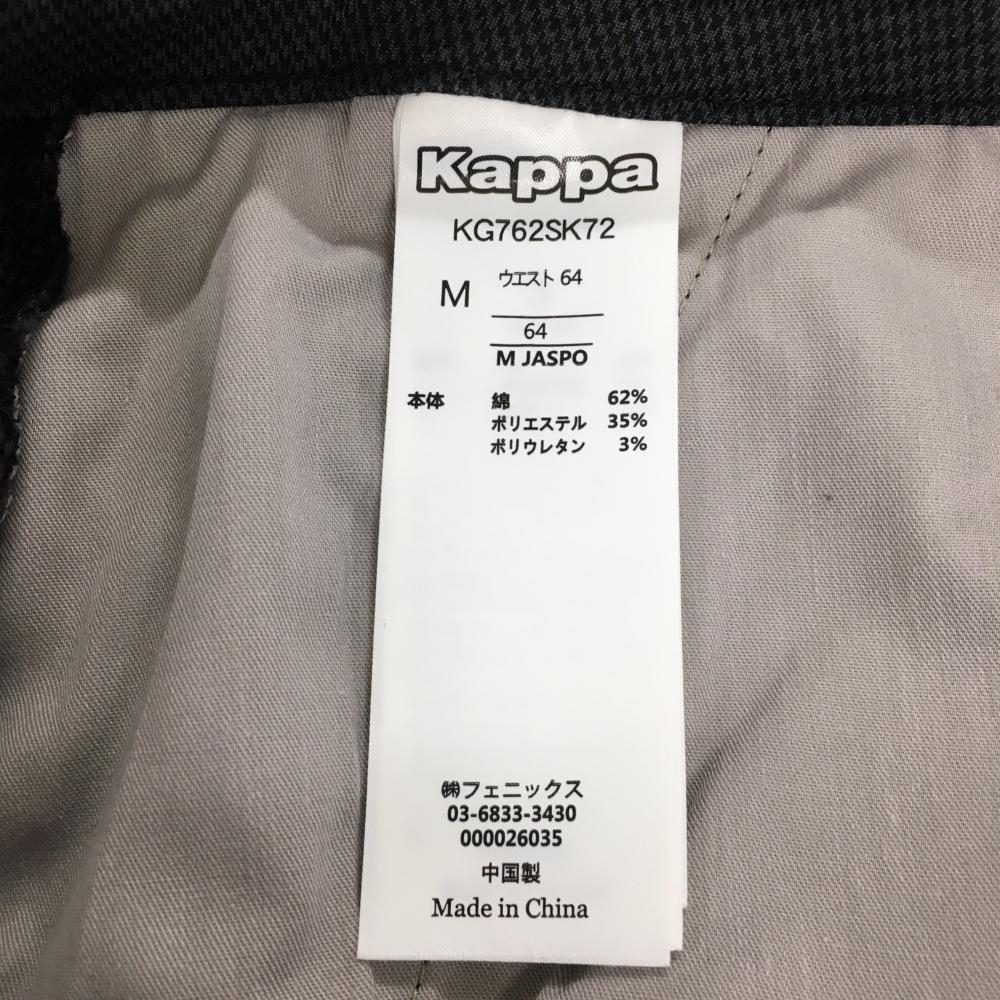 Kappa
KG762SK72
M
ウエスト 64
64
M JASPO
本体 綿 62%
ポリエステル 35%
ポリウレタン 3%
㈱フェニックス
03-6833-3430
000026035
中国製
Made in China